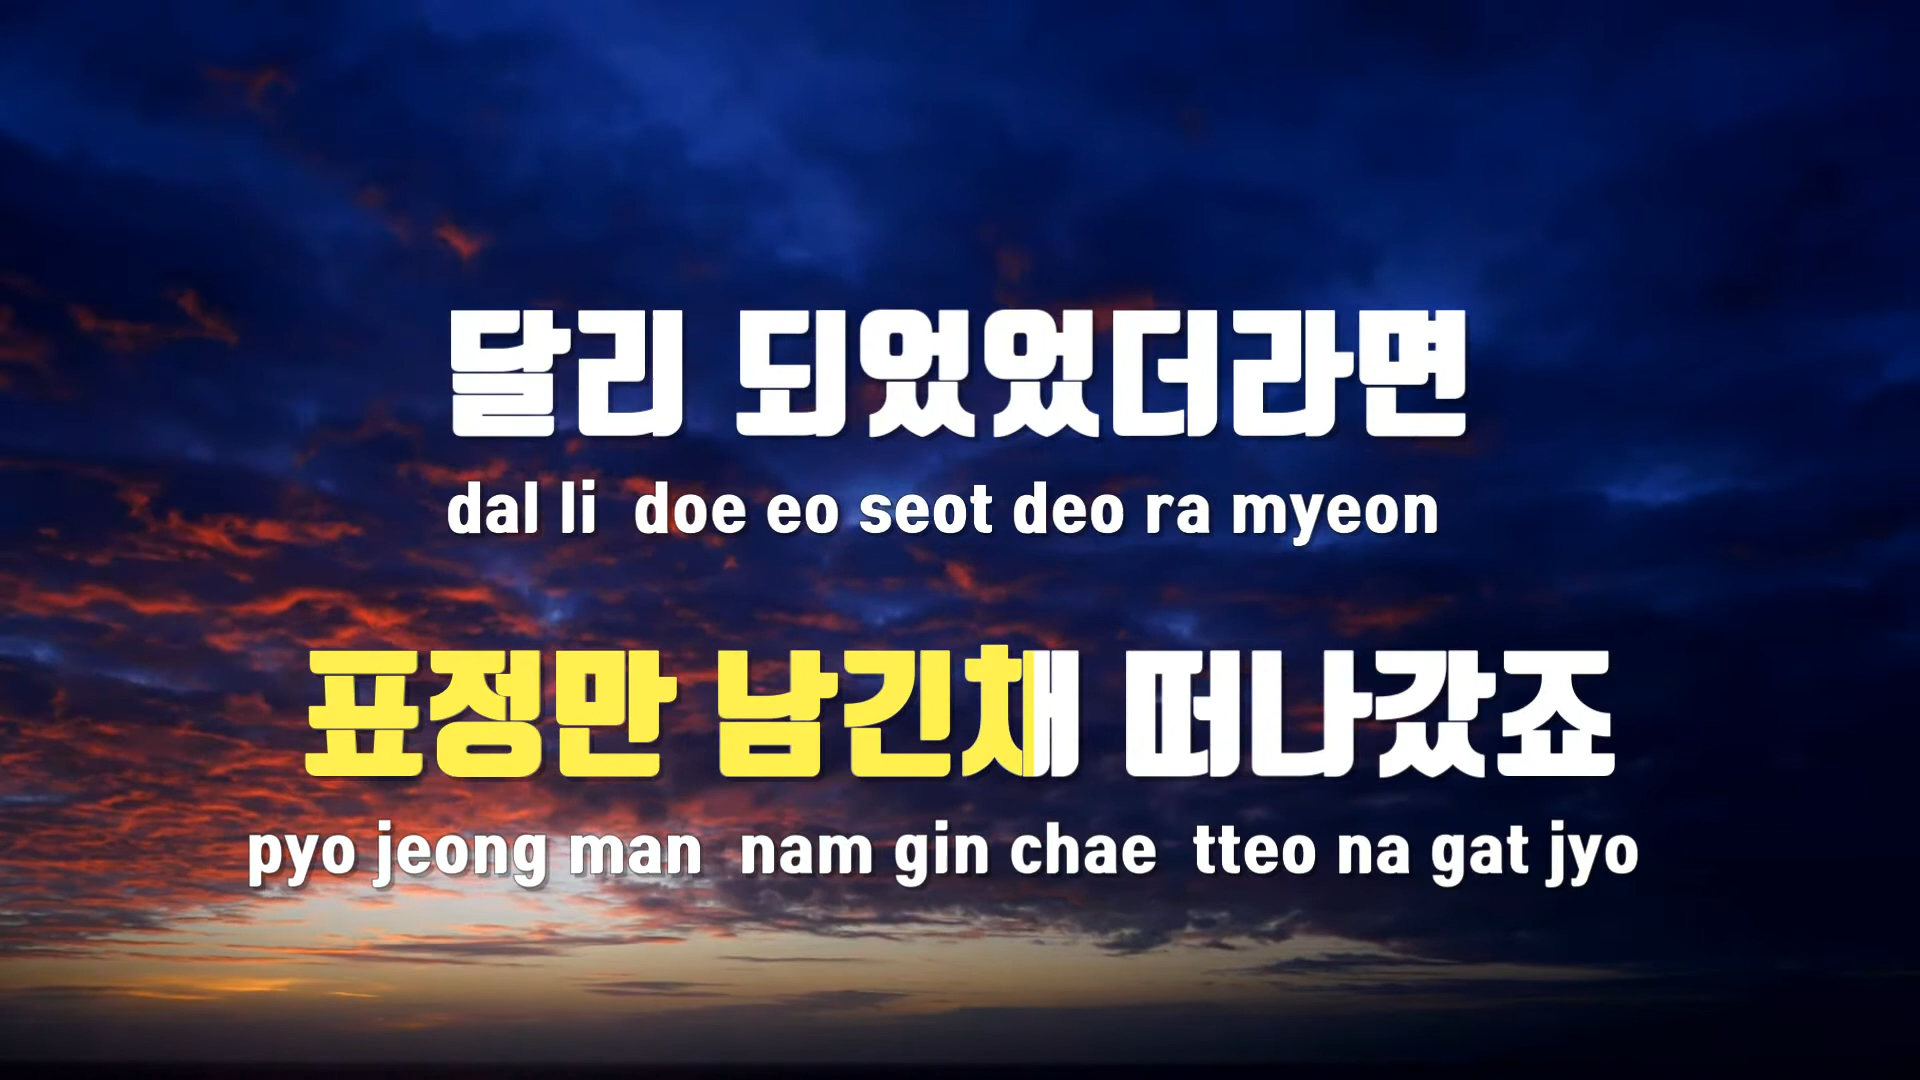 달리 되었었더라면
dal li doe eo seot deo ra myeon
표정만 남긴채 떠나갔죠
pyo jeong man nam gin chae tteo na gat jyo